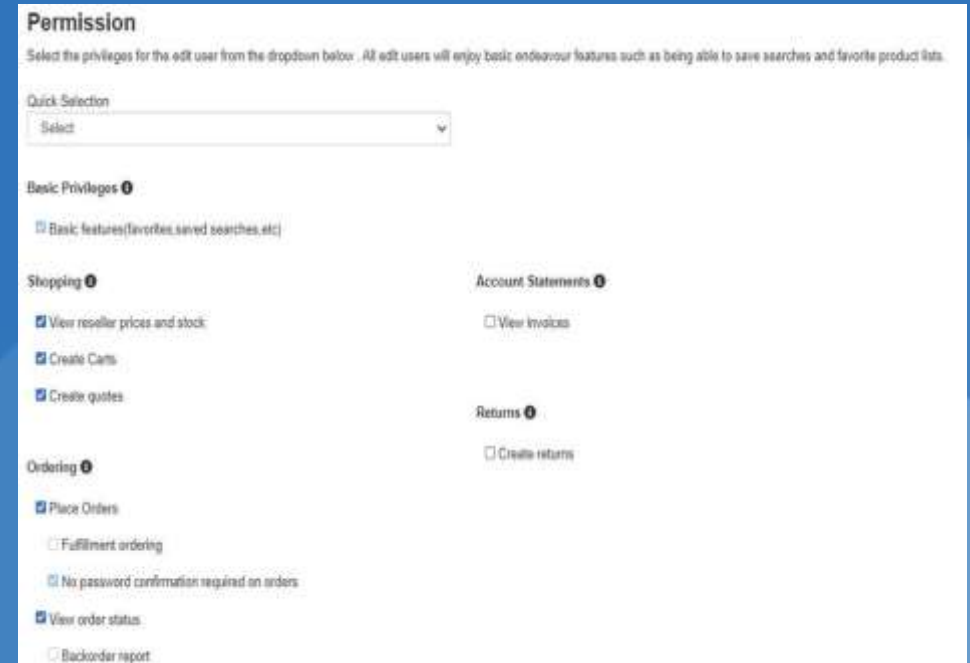 Permission
Select the privileges for the edit user from the dropdown below . All edit users will enjoy basic endeavour features such as being able to save searches and favorite product lists.
Quick Selection
Select
Basic Privileges
Basic features(favorites,saved searches,etc)
Shopping
View reseller prices and stock
Create Carts
Create quotes
Account Statements
View Invoices
Returns
Create returns
Ordering
Place Orders
Fulfillment ordering
No password confirmation required on orders
View order status
Backorder report